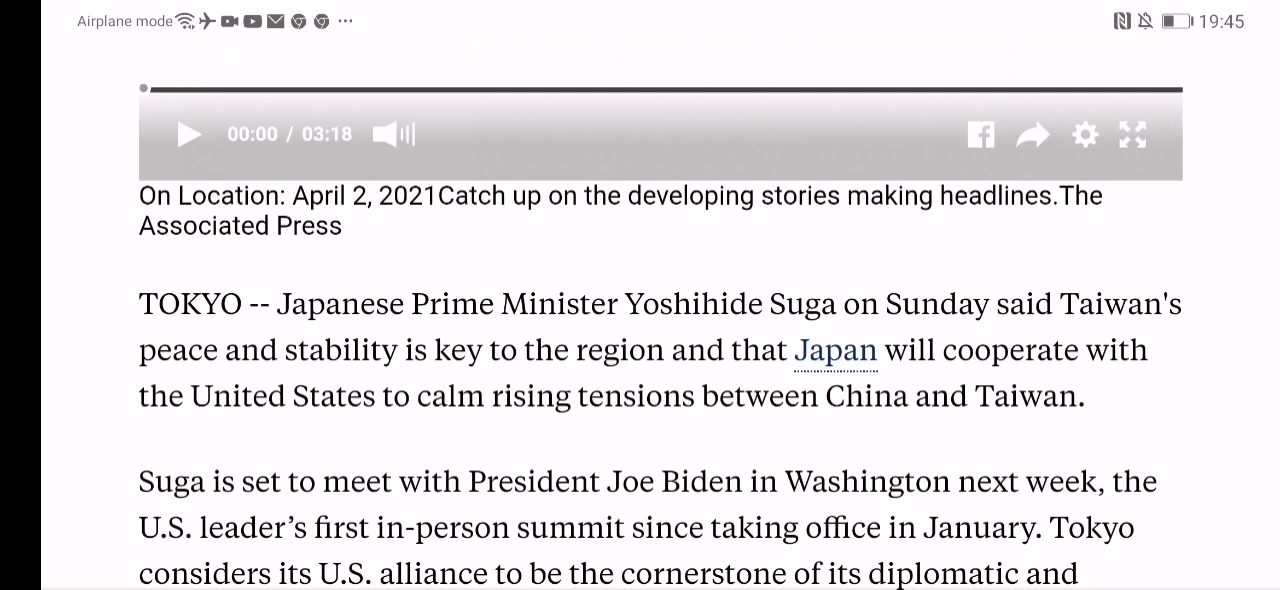 Airplane mode
19:45
00:00 / 03:18
On Location: April 2, 2021Catch up on the developing stories making headlines.The
Associated Press
TOKYO -- Japanese Prime Minister Yoshihide Suga on Sunday said Taiwan's
peace and stability is key to the region and that Japan will cooperate with
the United States to calm rising tensions between China and Taiwan.
Suga is set to meet with President Joe Biden in Washington next week, the
U.S. leader’s first in-person summit since taking office in January. Tokyo
considers its U.S. alliance to be the cornerstone of its diplomatic and